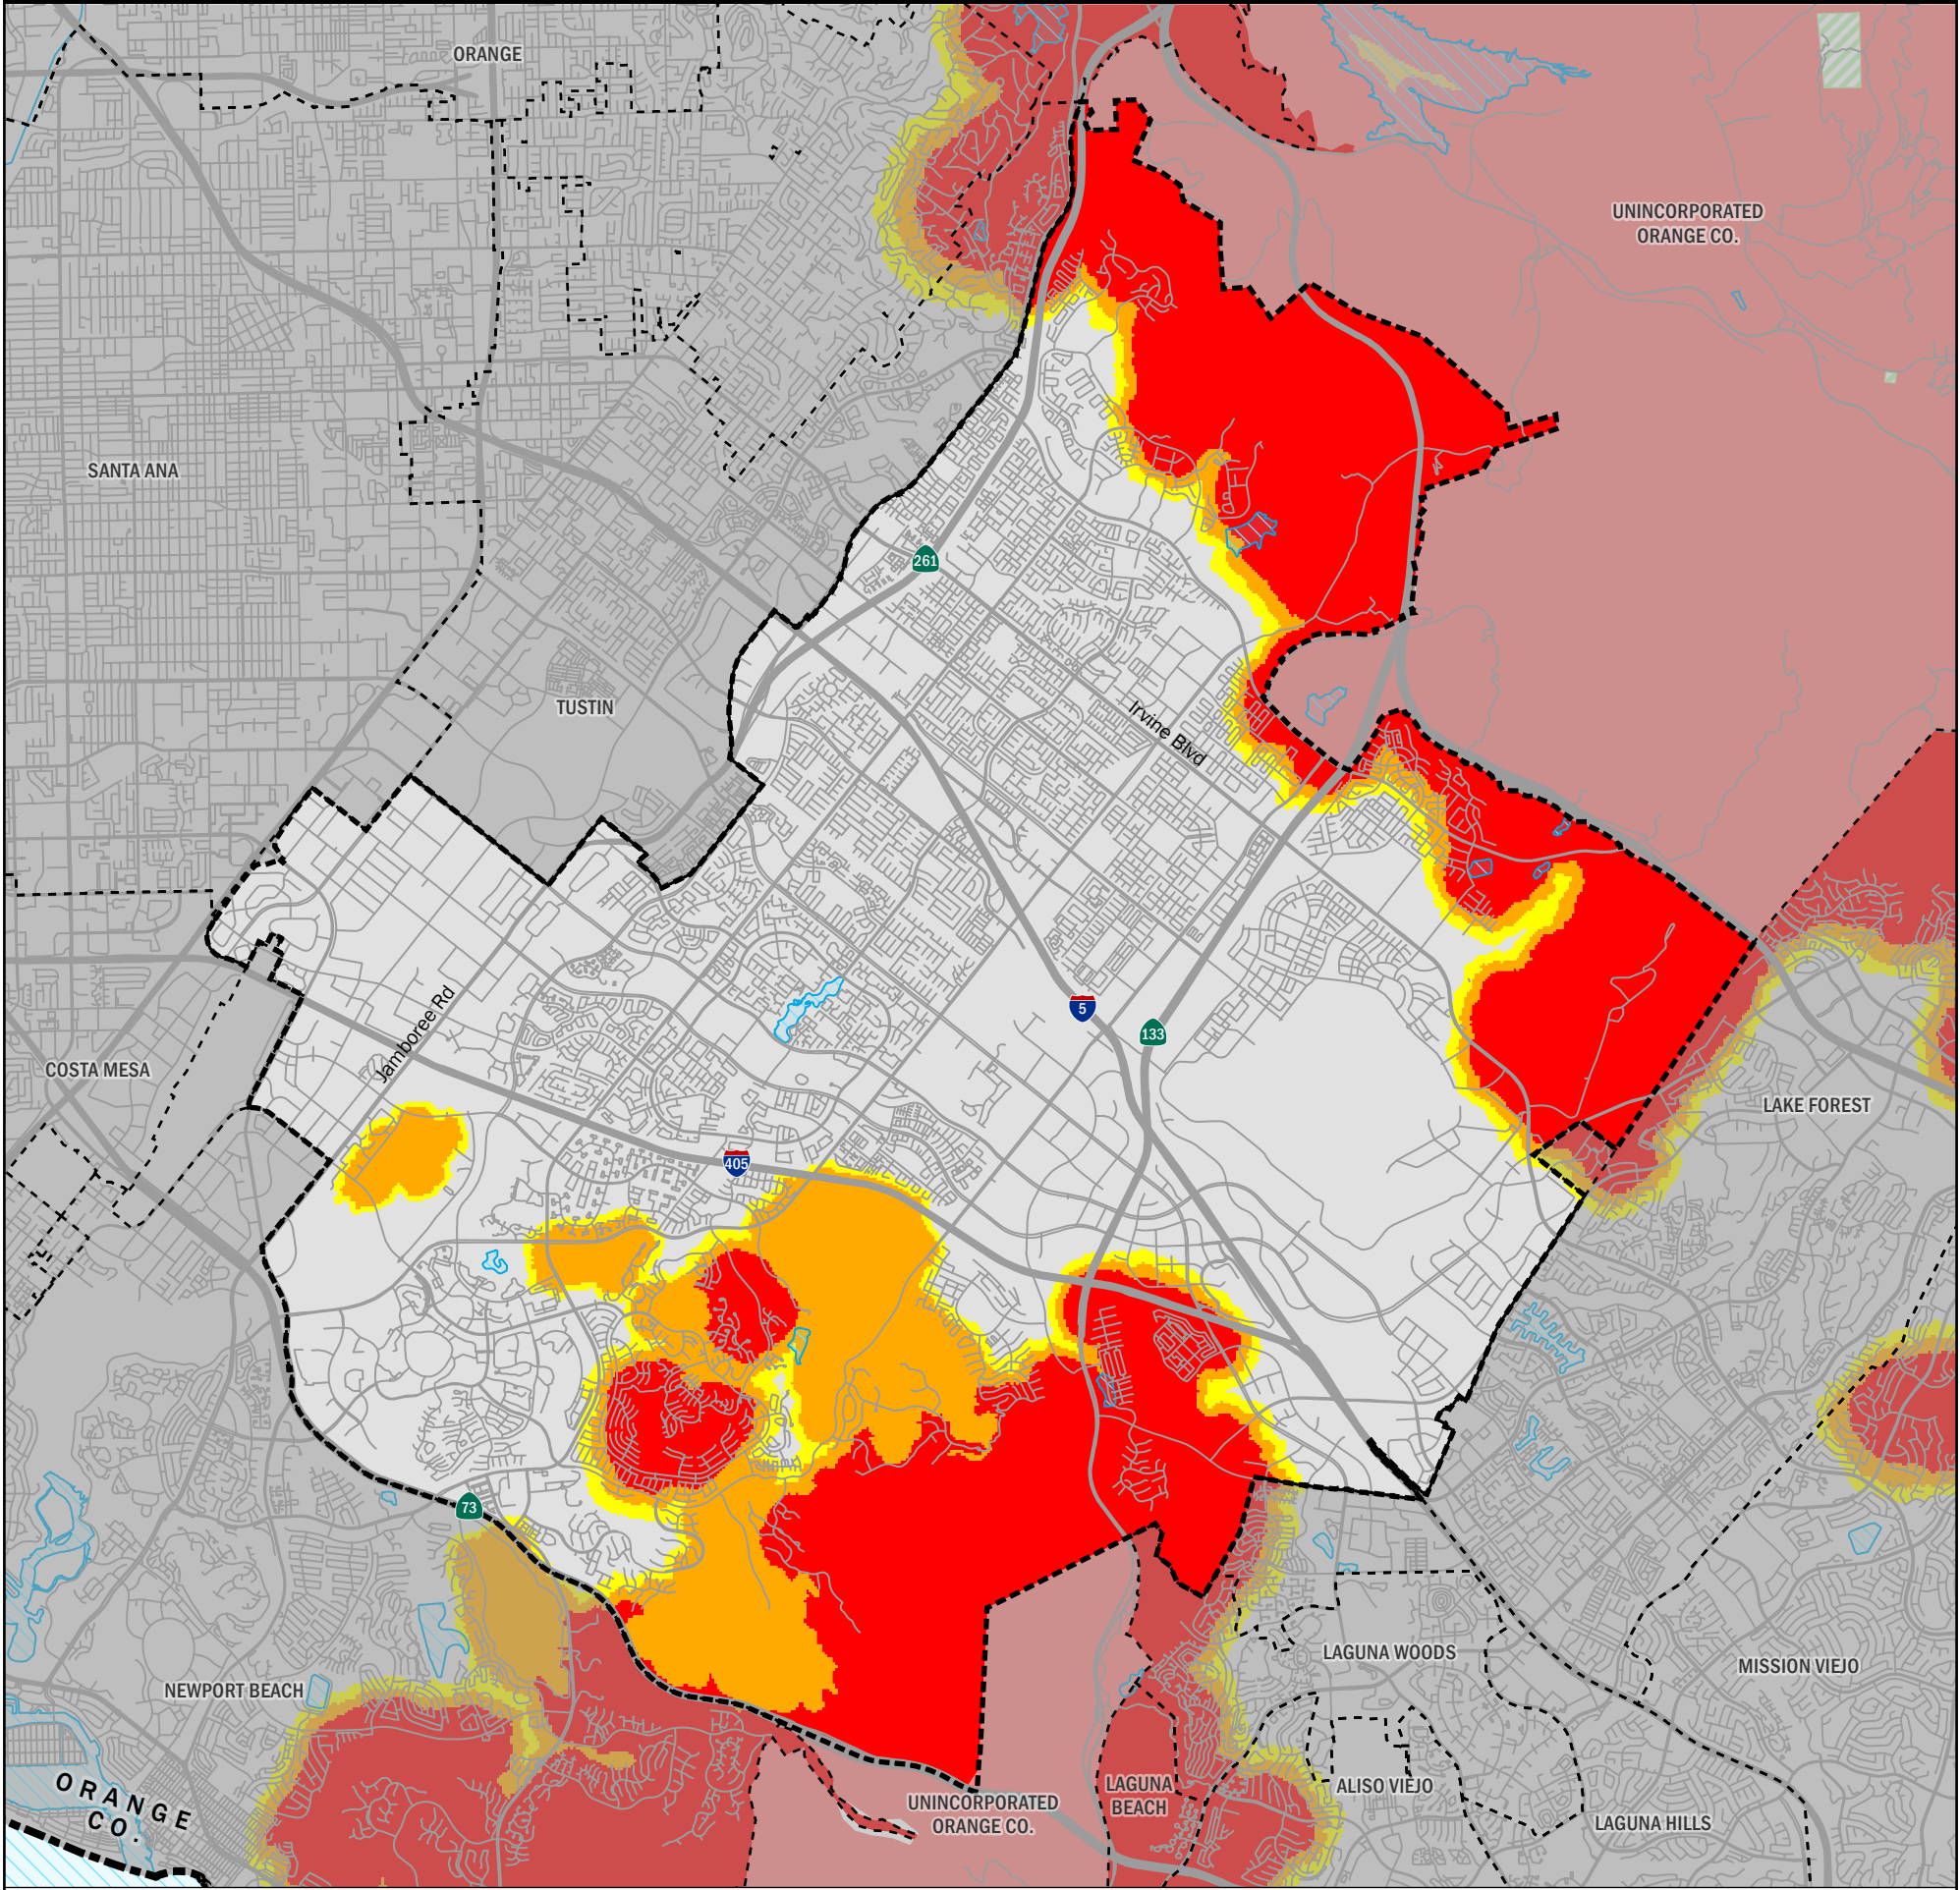 ORANGE
UNINCORPORATED
ORANGE CO.
SANTA ANA
261
TUSTIN
Irvine Blvd
5
133
Jamboree Rd
COSTA MESA
LAKE FOREST
405
73
LAGUNA WOODS
MISSION VIEJO
NEWPORT BEACH
ORANGE
CO.
UNINCORPORATED
ORANGE CO.
LAGUNA
BEACH
ALISO VIEJO
LAGUNA HILLS